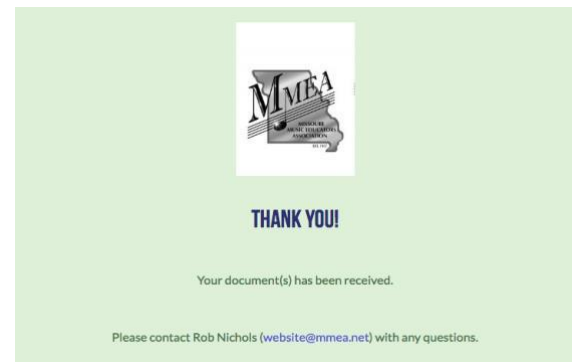 MMEA
MISSOURI
MUSIC EDUCATORS
ASSOCIATION
THANK YOU!
Your document(s) has been received.
Please contact Rob Nichols (website@mmea.net) with any questions.